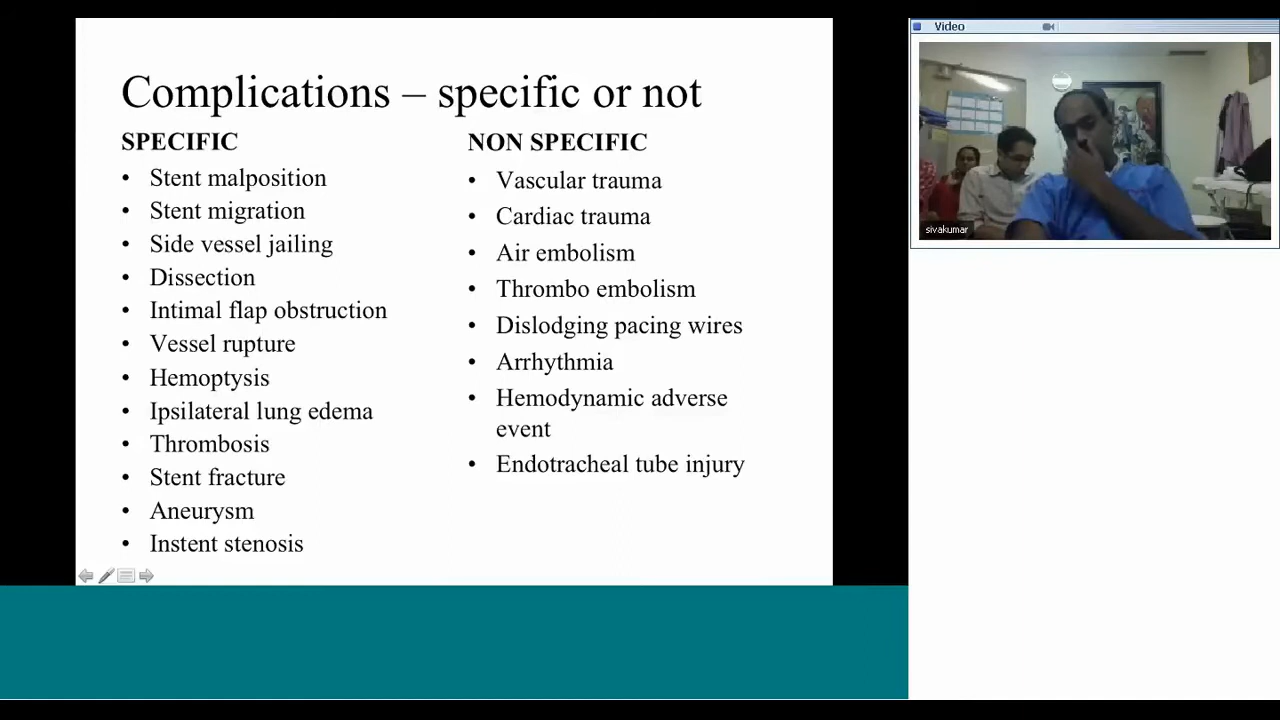 Complications – specific or not
SPECIFIC
• Stent malposition
• Stent migration
• Side vessel jailing
• Dissection
• Intimal flap obstruction
• Vessel rupture
• Hemoptysis
• Ipsilateral lung edema
• Thrombosis
• Stent fracture
• Aneurysm
• Instent stenosis
NON SPECIFIC
• Vascular trauma
• Cardiac trauma
• Air embolism
• Thrombo embolism
• Dislodging pacing wires
• Arrhythmia
• Hemodynamic adverse
event
• Endotracheal tube injury
Video
sivakumar